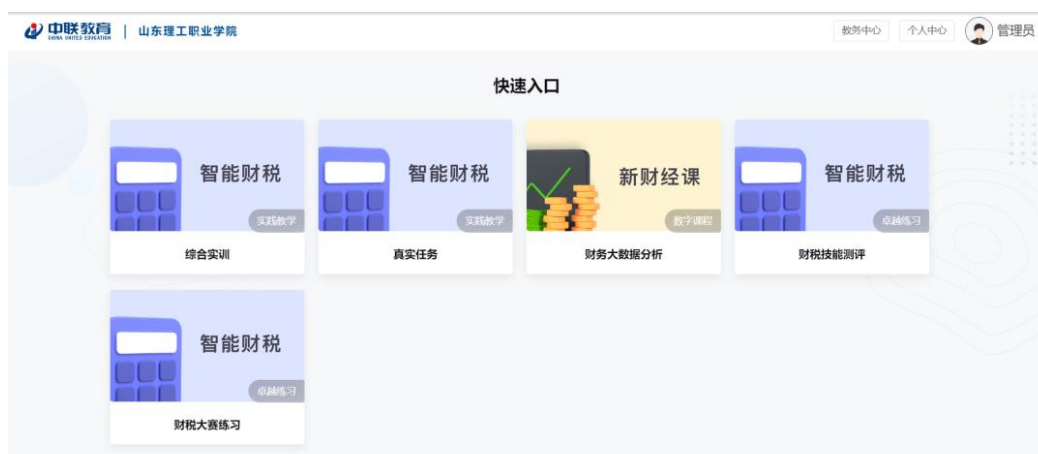 中联教育 | 山东理工职业学院
CHINA UNITED EDUCATION
教务中心 个人中心 管理员
快速入口
智能财税
实践教学
综合实训
智能财税
实践教学
真实任务
新财经课
数字课程
财务大数据分析
智能财税
卓越练习
财税技能测评
智能财税
卓越练习
财税大赛练习